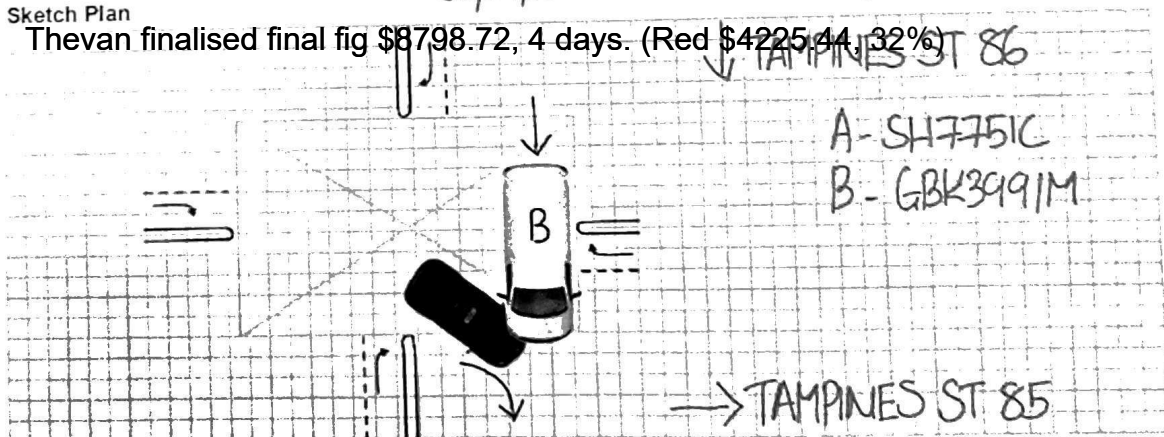 Sketch Plan
Thevan finalised final fig $8798.72, 4 days. (Red $4225.44, 32%)
TAMPINES ST 86
A - SH7751C
B - GBK3991M
B
TAMPINES ST 85